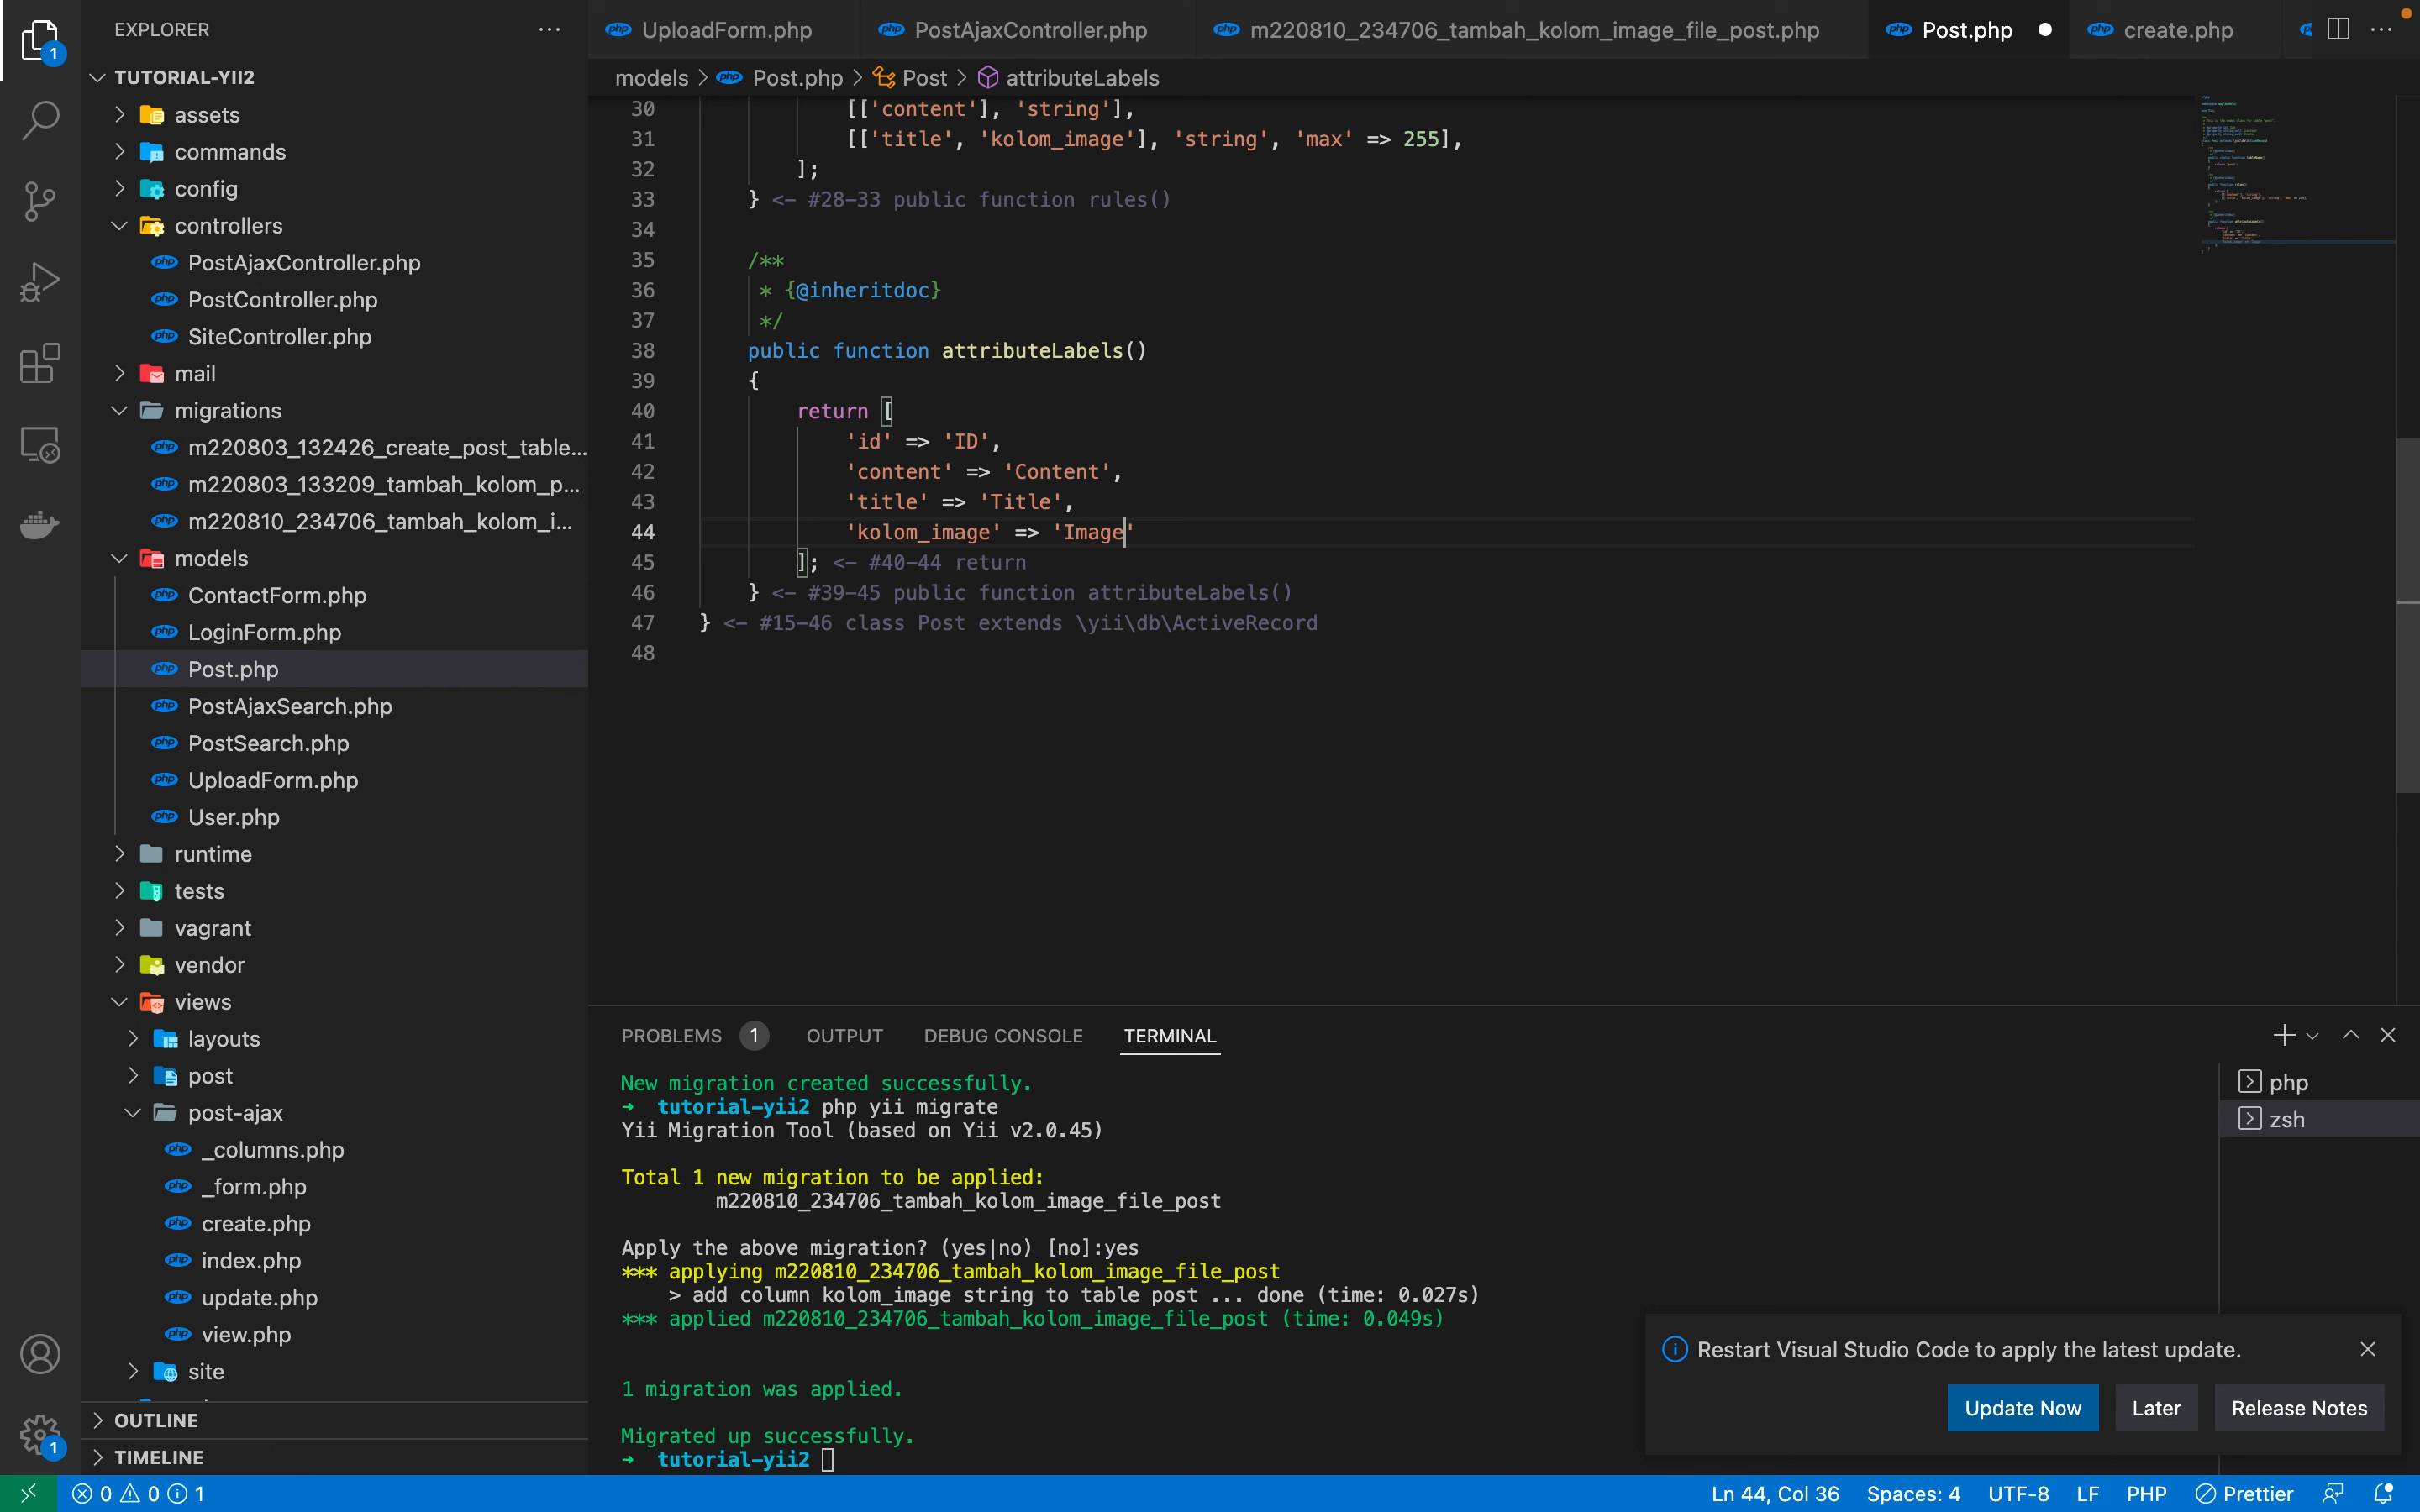 EXPLORER
TUTORIAL-YII2
assets
commands
config
controllers
PostAjaxController.php
PostController.php
SiteController.php
mail
migrations
m220803_132426_create_post_table...
m220803_133209_tambah_kolom_p...
m220810_234706_tambah_kolom_i...
models
ContactForm.php
LoginForm.php
Post.php
PostAjaxSearch.php
PostSearch.php
UploadForm.php
User.php
runtime
tests
vagrant
vendor
views
layouts
post
post-ajax
_columns.php
_form.php
create.php
index.php
update.php
view.php
site
OUTLINE
TIMELINE
UploadForm.php PostAjaxController.php m220810_234706_tambah_kolom_image_file_post.php Post.php create.php
models > Post.php > Post > attributeLabels
30 [['content'], 'string'],
31 [['title', 'kolom_image'], 'string', 'max' => 255],
32 ];
33 } <- #28-33 public function rules()
34
35 /**
36 * {@inheritdoc}
37 */
38 public function attributeLabels()
39 {
40 return [
41 'id' => 'ID',
42 'content' => 'Content',
43 'title' => 'Title',
44 'kolom_image' => 'Image'
45 ]; <- #40-44 return
46 } <- #39-45 public function attributeLabels()
47 } <- #15-46 class Post extends \yii\db\ActiveRecord
48
PROBLEMS 1 OUTPUT DEBUG CONSOLE TERMINAL
New migration created successfully.
→ tutorial-yii2 php yii migrate
Yii Migration Tool (based on Yii v2.0.45)
Total 1 new migration to be applied:
m220810_234706_tambah_kolom_image_file_post
Apply the above migration? (yes|no) [no]:yes
*** applying m220810_234706_tambah_kolom_image_file_post
> add column kolom_image string to table post ... done (time: 0.027s)
*** applied m220810_234706_tambah_kolom_image_file_post (time: 0.049s)
1 migration was applied.
Migrated up successfully.
→ tutorial-yii2
php
zsh
Restart Visual Studio Code to apply the latest update.
Update Now Later Release Notes
1
1
0 0 1
Ln 44, Col 36 Spaces: 4 UTF-8 LF PHP Prettier